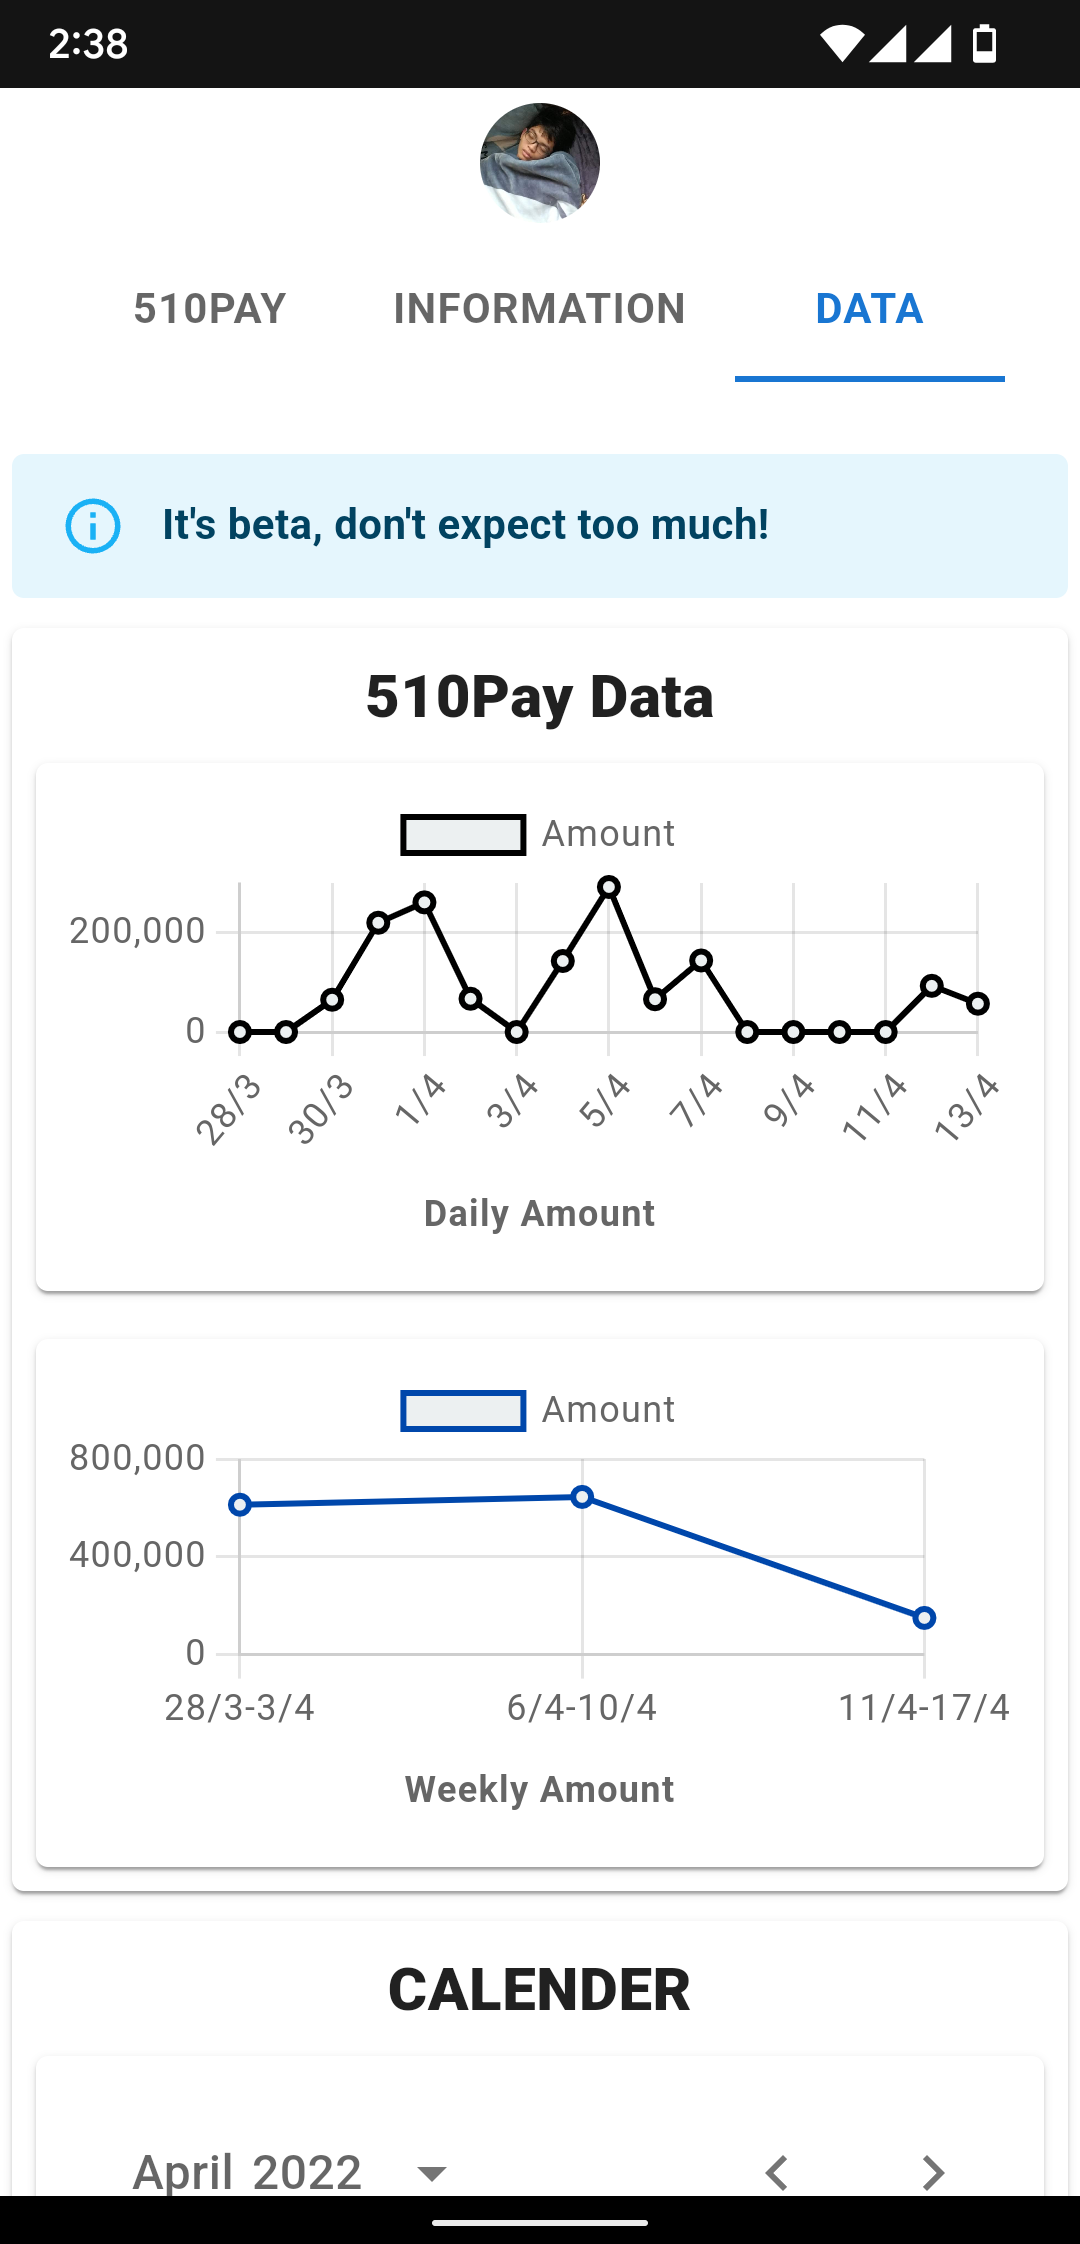 2:38
510PAY INFORMATION DATA
It's beta, don't expect too much!
510Pay Data
Amount
200,000
0
28/3 30/3 1/4 3/4 5/4 7/4 9/4 11/4 13/4
Daily Amount
Amount
800,000
400,000
0
28/3-3/4 6/4-10/4 11/4-17/4
Weekly Amount
CALENDER
April 2022